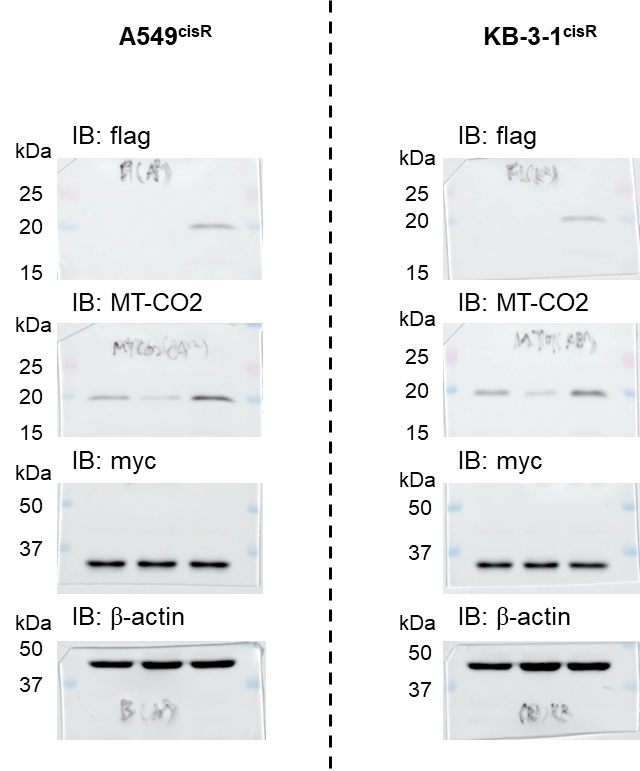 A549cisR
IB: flag
kDa
25
20
15
IB: MT-CO2
kDa
25
20
15
IB: myc
kDa
50
37
IB: β-actin
kDa
50
37
KB-3-1cisR
IB: flag
kDa
25
20
15
IB: MT-CO2
kDa
25
20
15
IB: myc
kDa
50
37
IB: β-actin
kDa
50
37